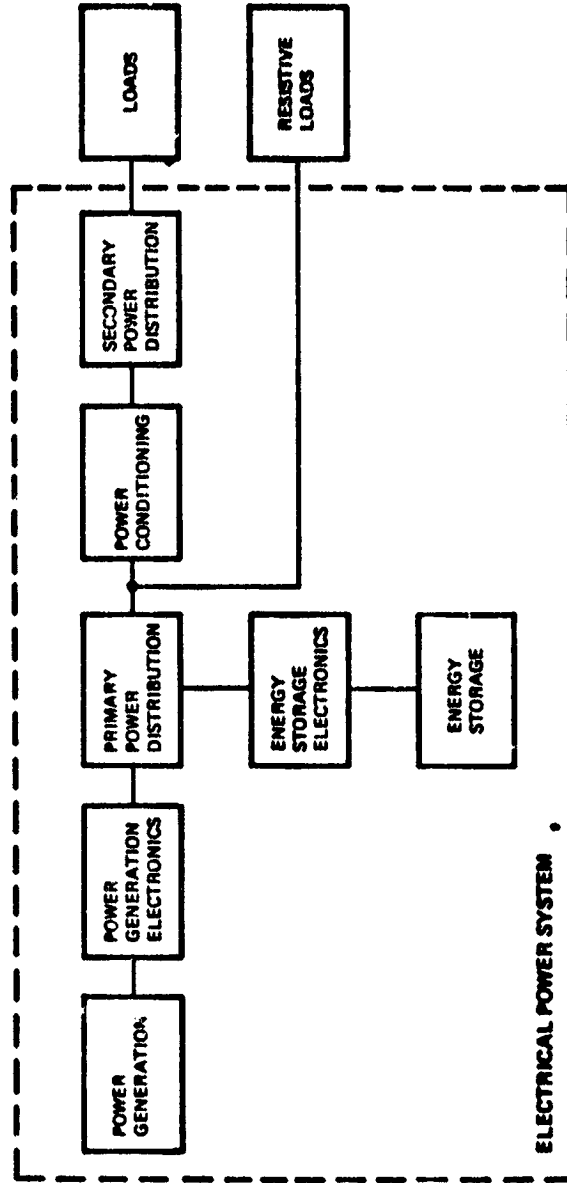 POWER
GENERATION
POWER
GENERATION
ELECTRONICS
PRIMARY
POWER
DISTRIBUTION
POWER
CONDITIONING
SECONDARY
POWER
DISTRIBUTION
LOADS
ENERGY
STORAGE
ELECTRONICS
RESISTIVE
LOADS
ENERGY
STORAGE
ELECTRICAL POWER SYSTEM